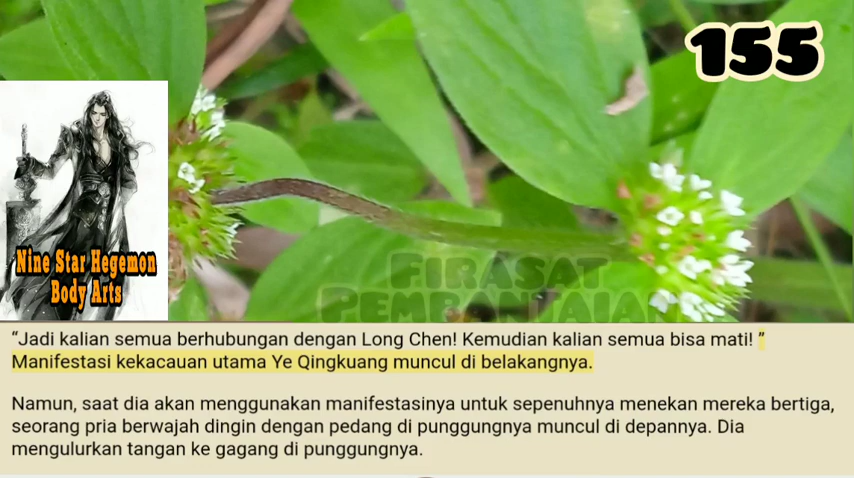 155
Nine Star Hegemon
Body Arts
FIRASAT
PEMBANTAIAN
“Jadi kalian semua berhubungan dengan Long Chen! Kemudian kalian semua bisa mati! ”
Manifestasi kekacauan utama Ye Qingkuang muncul di belakangnya.
Namun, saat dia akan menggunakan manifestasinya untuk sepenuhnya menekan mereka bertiga,
seorang pria berwajah dingin dengan pedang di punggungnya muncul di depannya. Dia
mengulurkan tangan ke gagang di punggungnya.